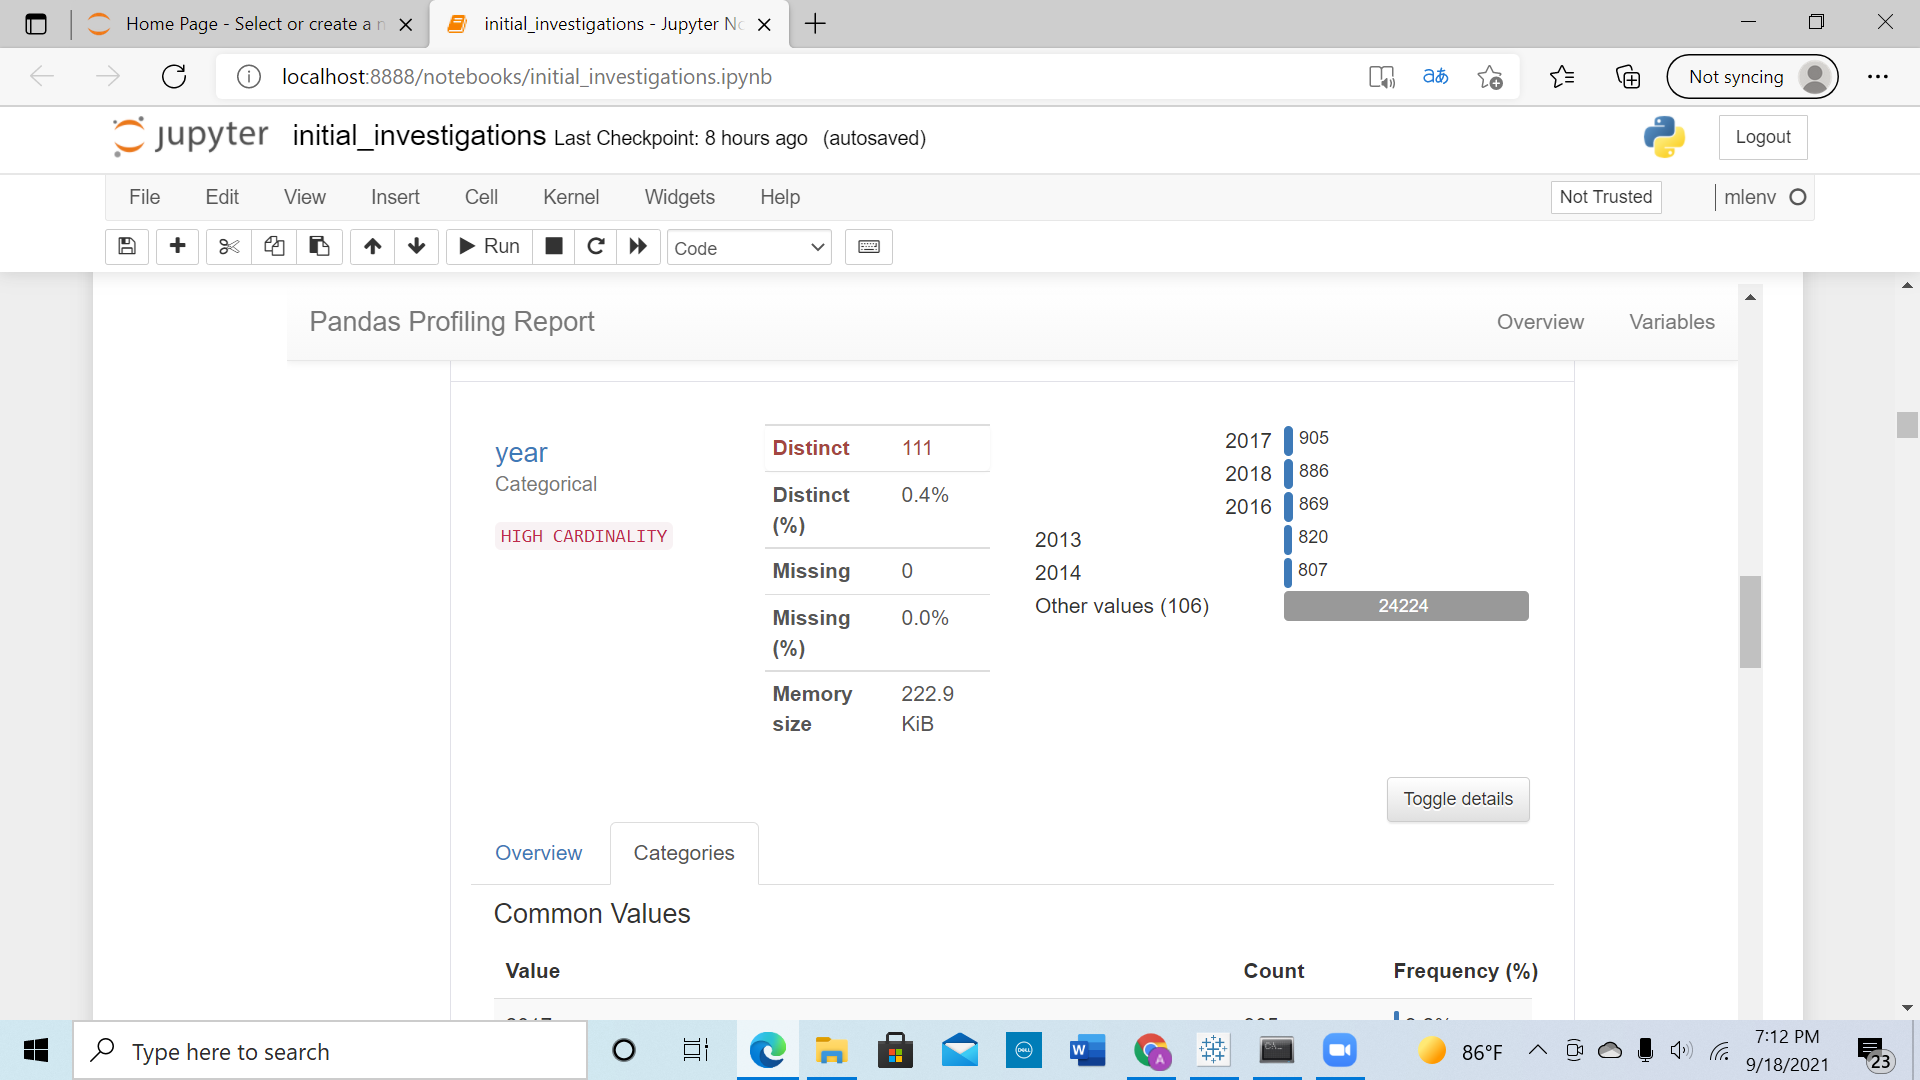 Home Page - Select or create a n
initial_investigations - Jupyter No
localhost:8888/notebooks/initial_investigations.ipynb
aあ
Not syncing
jupyter initial_investigations Last Checkpoint: 8 hours ago (autosaved)
Logout
File Edit View Insert Cell Kernel Widgets Help
Not Trusted
mlenv
Run
Code
Pandas Profiling Report
Overview Variables
year
Categorical
HIGH CARDINALITY
Distinct 111
Distinct (%) 0.4%
Missing 0
Missing (%) 0.0%
Memory size 222.9 KiB
2017 905
2018 886
2016 869
2013 820
2014 807
Other values (106) 24224
Toggle details
Overview Categories
Common Values
Value Count Frequency (%)
Type here to search
DELL
W
A
C:\_
86°F
7:12 PM
9/18/2021
23